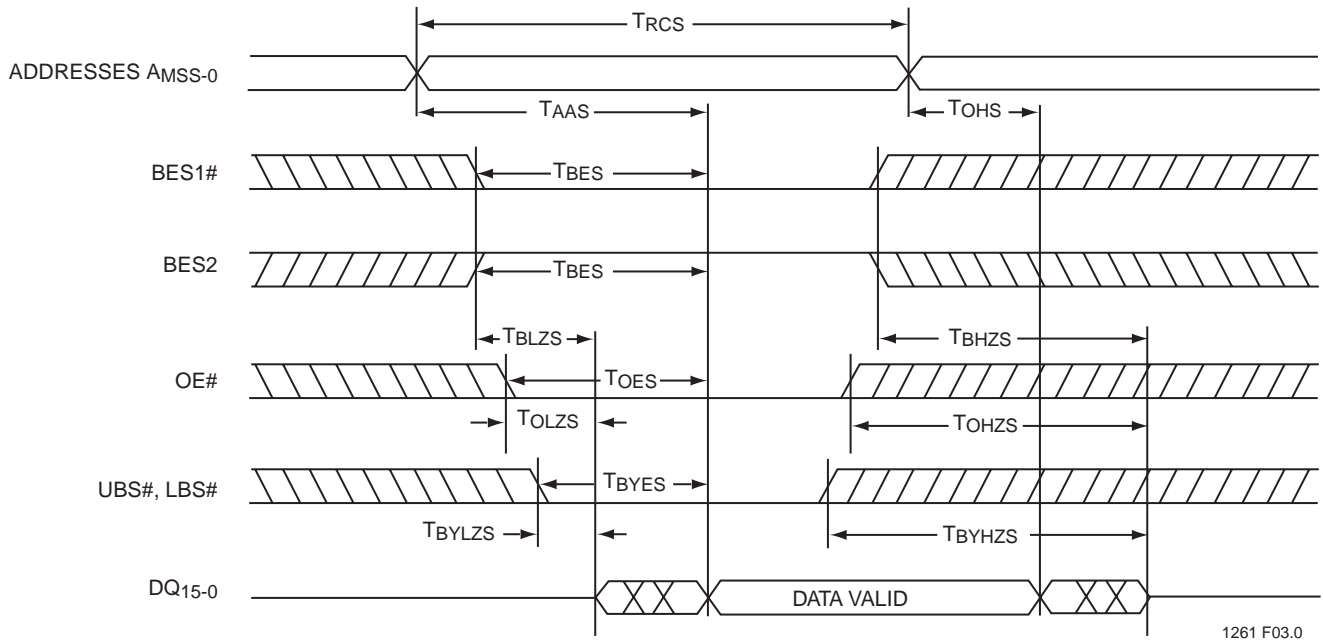 TRCS
ADDRESSES AMSS-0
TAAS
TOHS
BES1#
TBES
BES2
TBES
TBLZS
TBHZS
OE#
TOES
TOLZS
TOHZS
UBS#, LBS#
TBYES
TBYLZS
TBYHZS
DQ15-0
DATA VALID
1261 F03.0